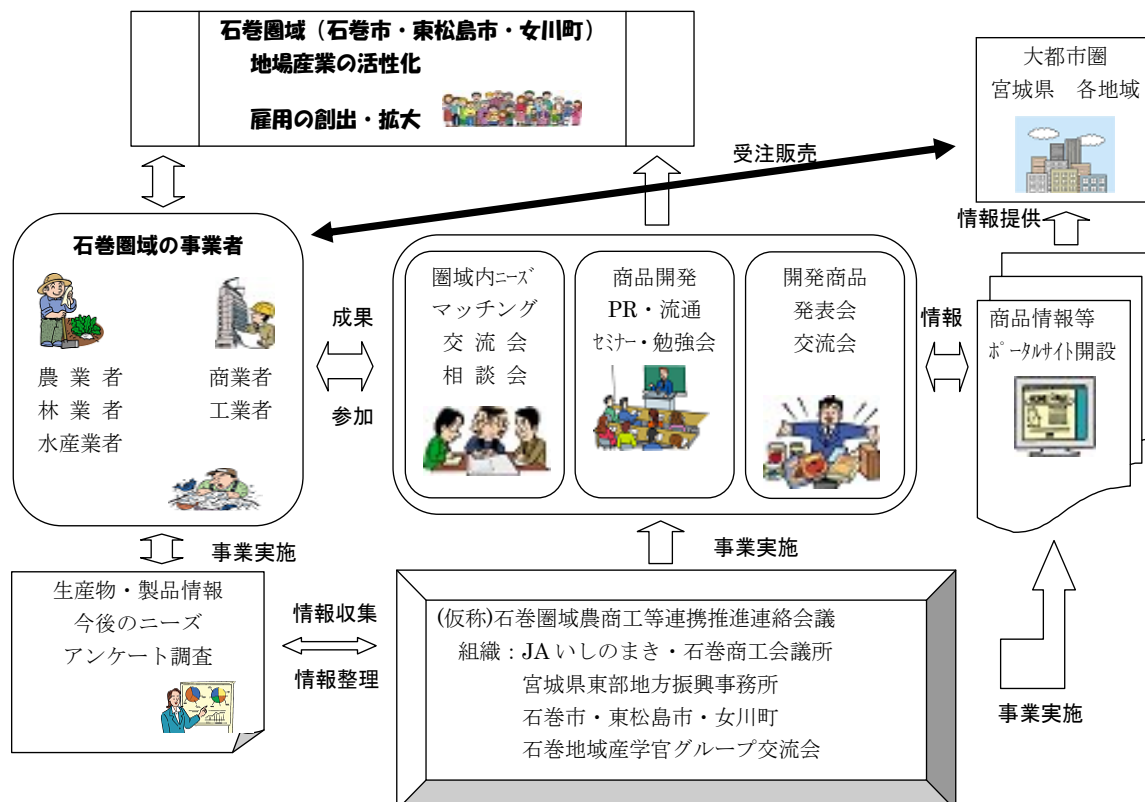 石巻圏域（石巻市・東松島市・女川町）
地場産業の活性化
雇用の創出・拡大
大都市圏
宮城県　各地域
受注販売
情報提供
石巻圏域の事業者
農 業 者
林 業 者
水産業者
商業者
工業者
成果
参加
圏域内ﾆｰｽﾞ
マッチング
交 流 会
相 談 会
商品開発
PR・流通
ｾﾐﾅｰ・勉強会
開発商品
発表会
交流会
情報
商品情報等
ﾎﾟｰﾀﾙｻｲﾄ開設
事業実施
生産物・製品情報
今後のニーズ
アンケート調査
情報収集
情報整理
事業実施
(仮称)石巻圏域農商工等連携推進連絡会議
組織：JAいしのまき・石巻商工会議所
宮城県東部地方振興事務所
石巻市・東松島市・女川町
石巻地域産学官グループ交流会
事業実施